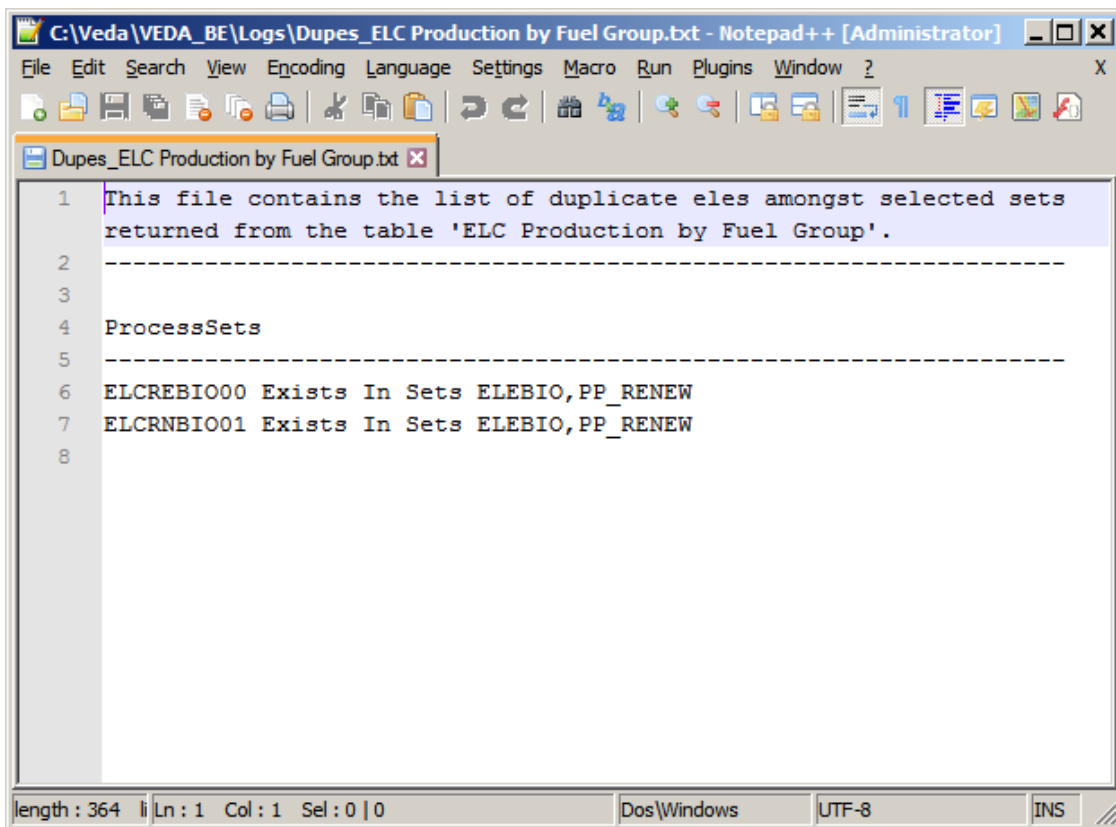 C:\Veda\VEDA_BE\Logs\Dupes_ELC Production by Fuel Group.txt - Notepad++ [Administrator]
File Edit Search View Encoding Language Settings Macro Run Plugins Window ? X
Dupes_ELC Production by Fuel Group.txt
1 This file contains the list of duplicate eles amongst selected sets
returned from the table 'ELC Production by Fuel Group'.
2 -------------------------------------------------------------------
3
4 ProcessSets
5 -------------------------------------------------------------------
6 ELCREBIO00 Exists In Sets ELEBIO,PP_RENEW
7 ELCRNBIO01 Exists In Sets ELEBIO,PP_RENEW
8
length : 364 li Ln : 1 Col : 1 Sel : 0 | 0 Dos\Windows UTF-8 INS